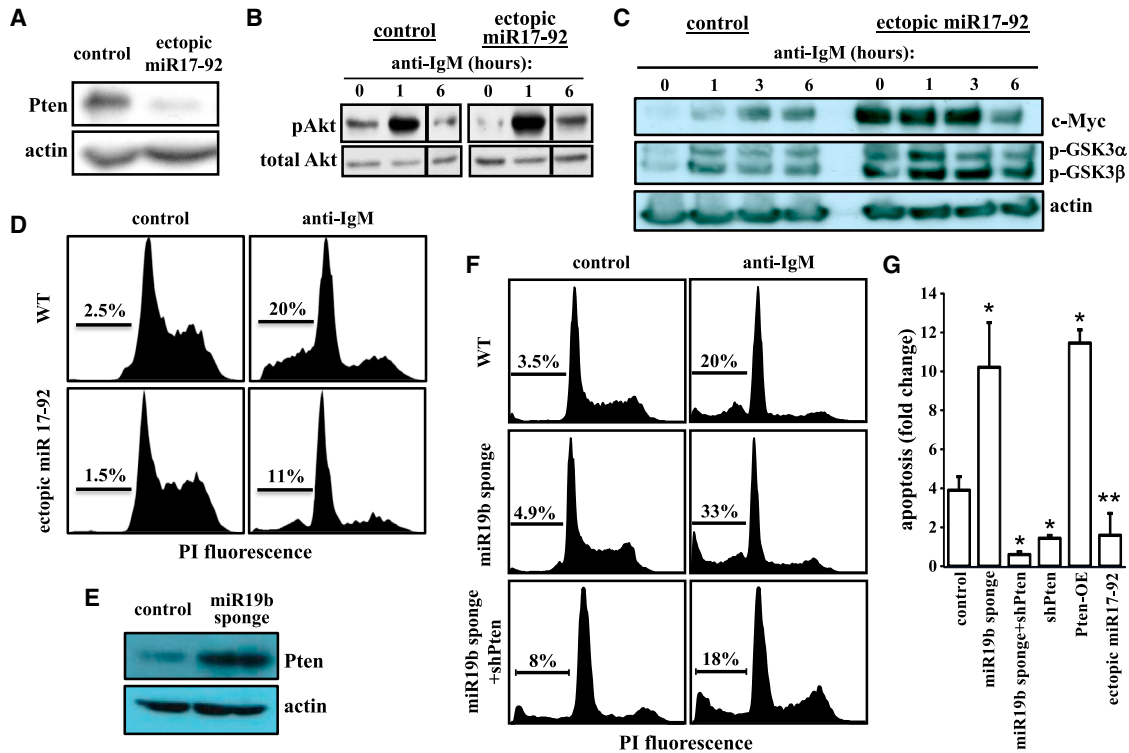 A
control
ectopic
miR17-92
Pten
actin
B
control
ectopic
miR17-92
anti-IgM (hours):
0 1 6 0 1 6
pAkt
total Akt
C
control
ectopic miR17-92
anti-IgM (hours):
0 1 3 6 0 1 3 6
c-Myc
p-GSK3α
p-GSK3β
actin
D
control
anti-IgM
WT
2.5%
20%
ectopic miR 17-92
1.5%
11%
PI fluorescence
E
control
miR19b
sponge
Pten
actin
F
control
anti-IgM
WT
3.5%
20%
miR19b sponge
4.9%
33%
miR19b sponge
+shPten
8%
18%
PI fluorescence
G
apoptosis (fold change)
14
12
10
8
6
4
2
0
*
*
*
*
**
control
miR19b sponge
miR19b sponge+shPten
shPten
Pten-OE
ectopic miR17-92